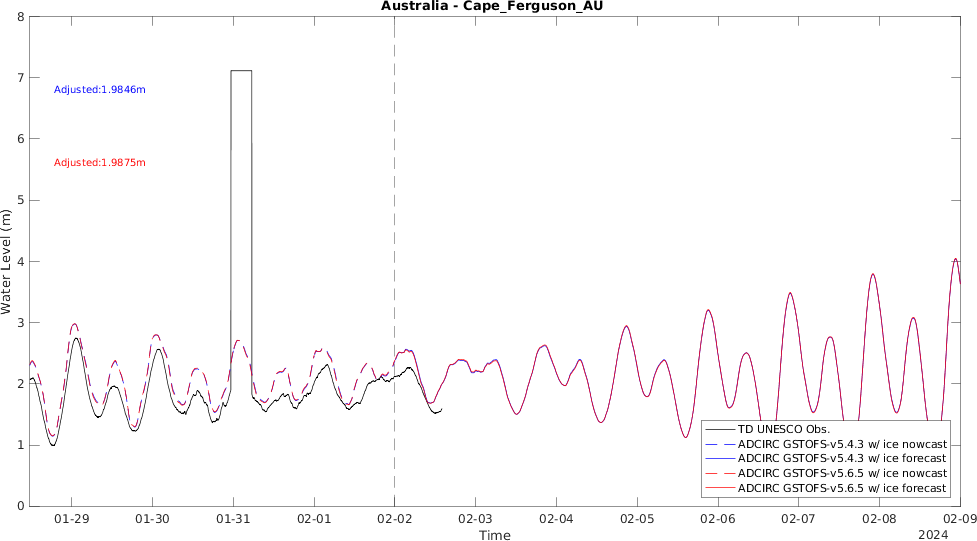 Australia - Cape_Ferguson_AU
8
7
6
5
4
3
2
1
0
Water Level (m)
Adjusted:1.9846m
Adjusted:1.9875m
TD UNESCO Obs.
ADCIRC GSTOFS-v5.4.3 w/ ice nowcast
ADCIRC GSTOFS-v5.4.3 w/ ice forecast
ADCIRC GSTOFS-v5.6.5 w/ ice nowcast
ADCIRC GSTOFS-v5.6.5 w/ ice forecast
01-29 01-30 01-31 02-01 02-02 02-03 02-04 02-05 02-06 02-07 02-08 02-09
Time
2024